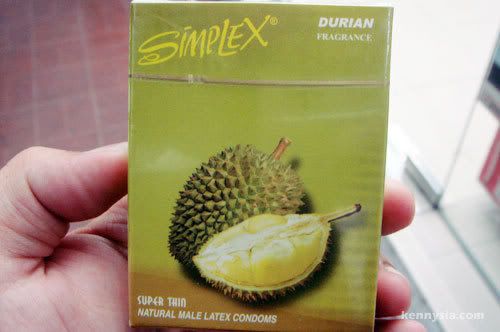 SIMPLEX®
DURIAN
FRAGRANCE
SUPER THIN
NATURAL MALE LATEX CONDOMS
kennysia.com